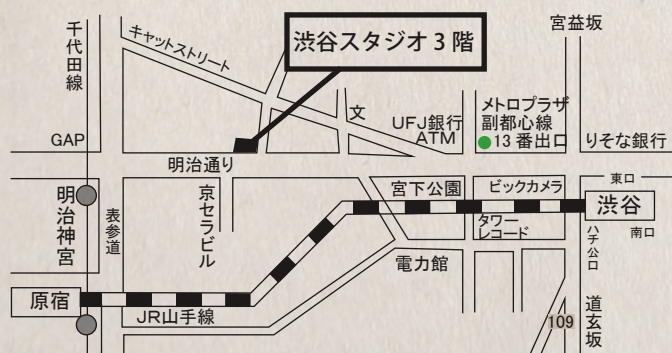 千代田線
キャットストリート
渋谷スタジオ3階
宮益坂
文
UFJ銀行
ATM
メトロプラザ
副都心線
13番出口
りそな銀行
GAP
明治通り
明治神宮
表参道
京セラビル
宮下公園
ビックカメラ
東口
渋谷
タワー
レコード
ハチ公口
南口
電力館
原宿
JR山手線
109
道玄坂